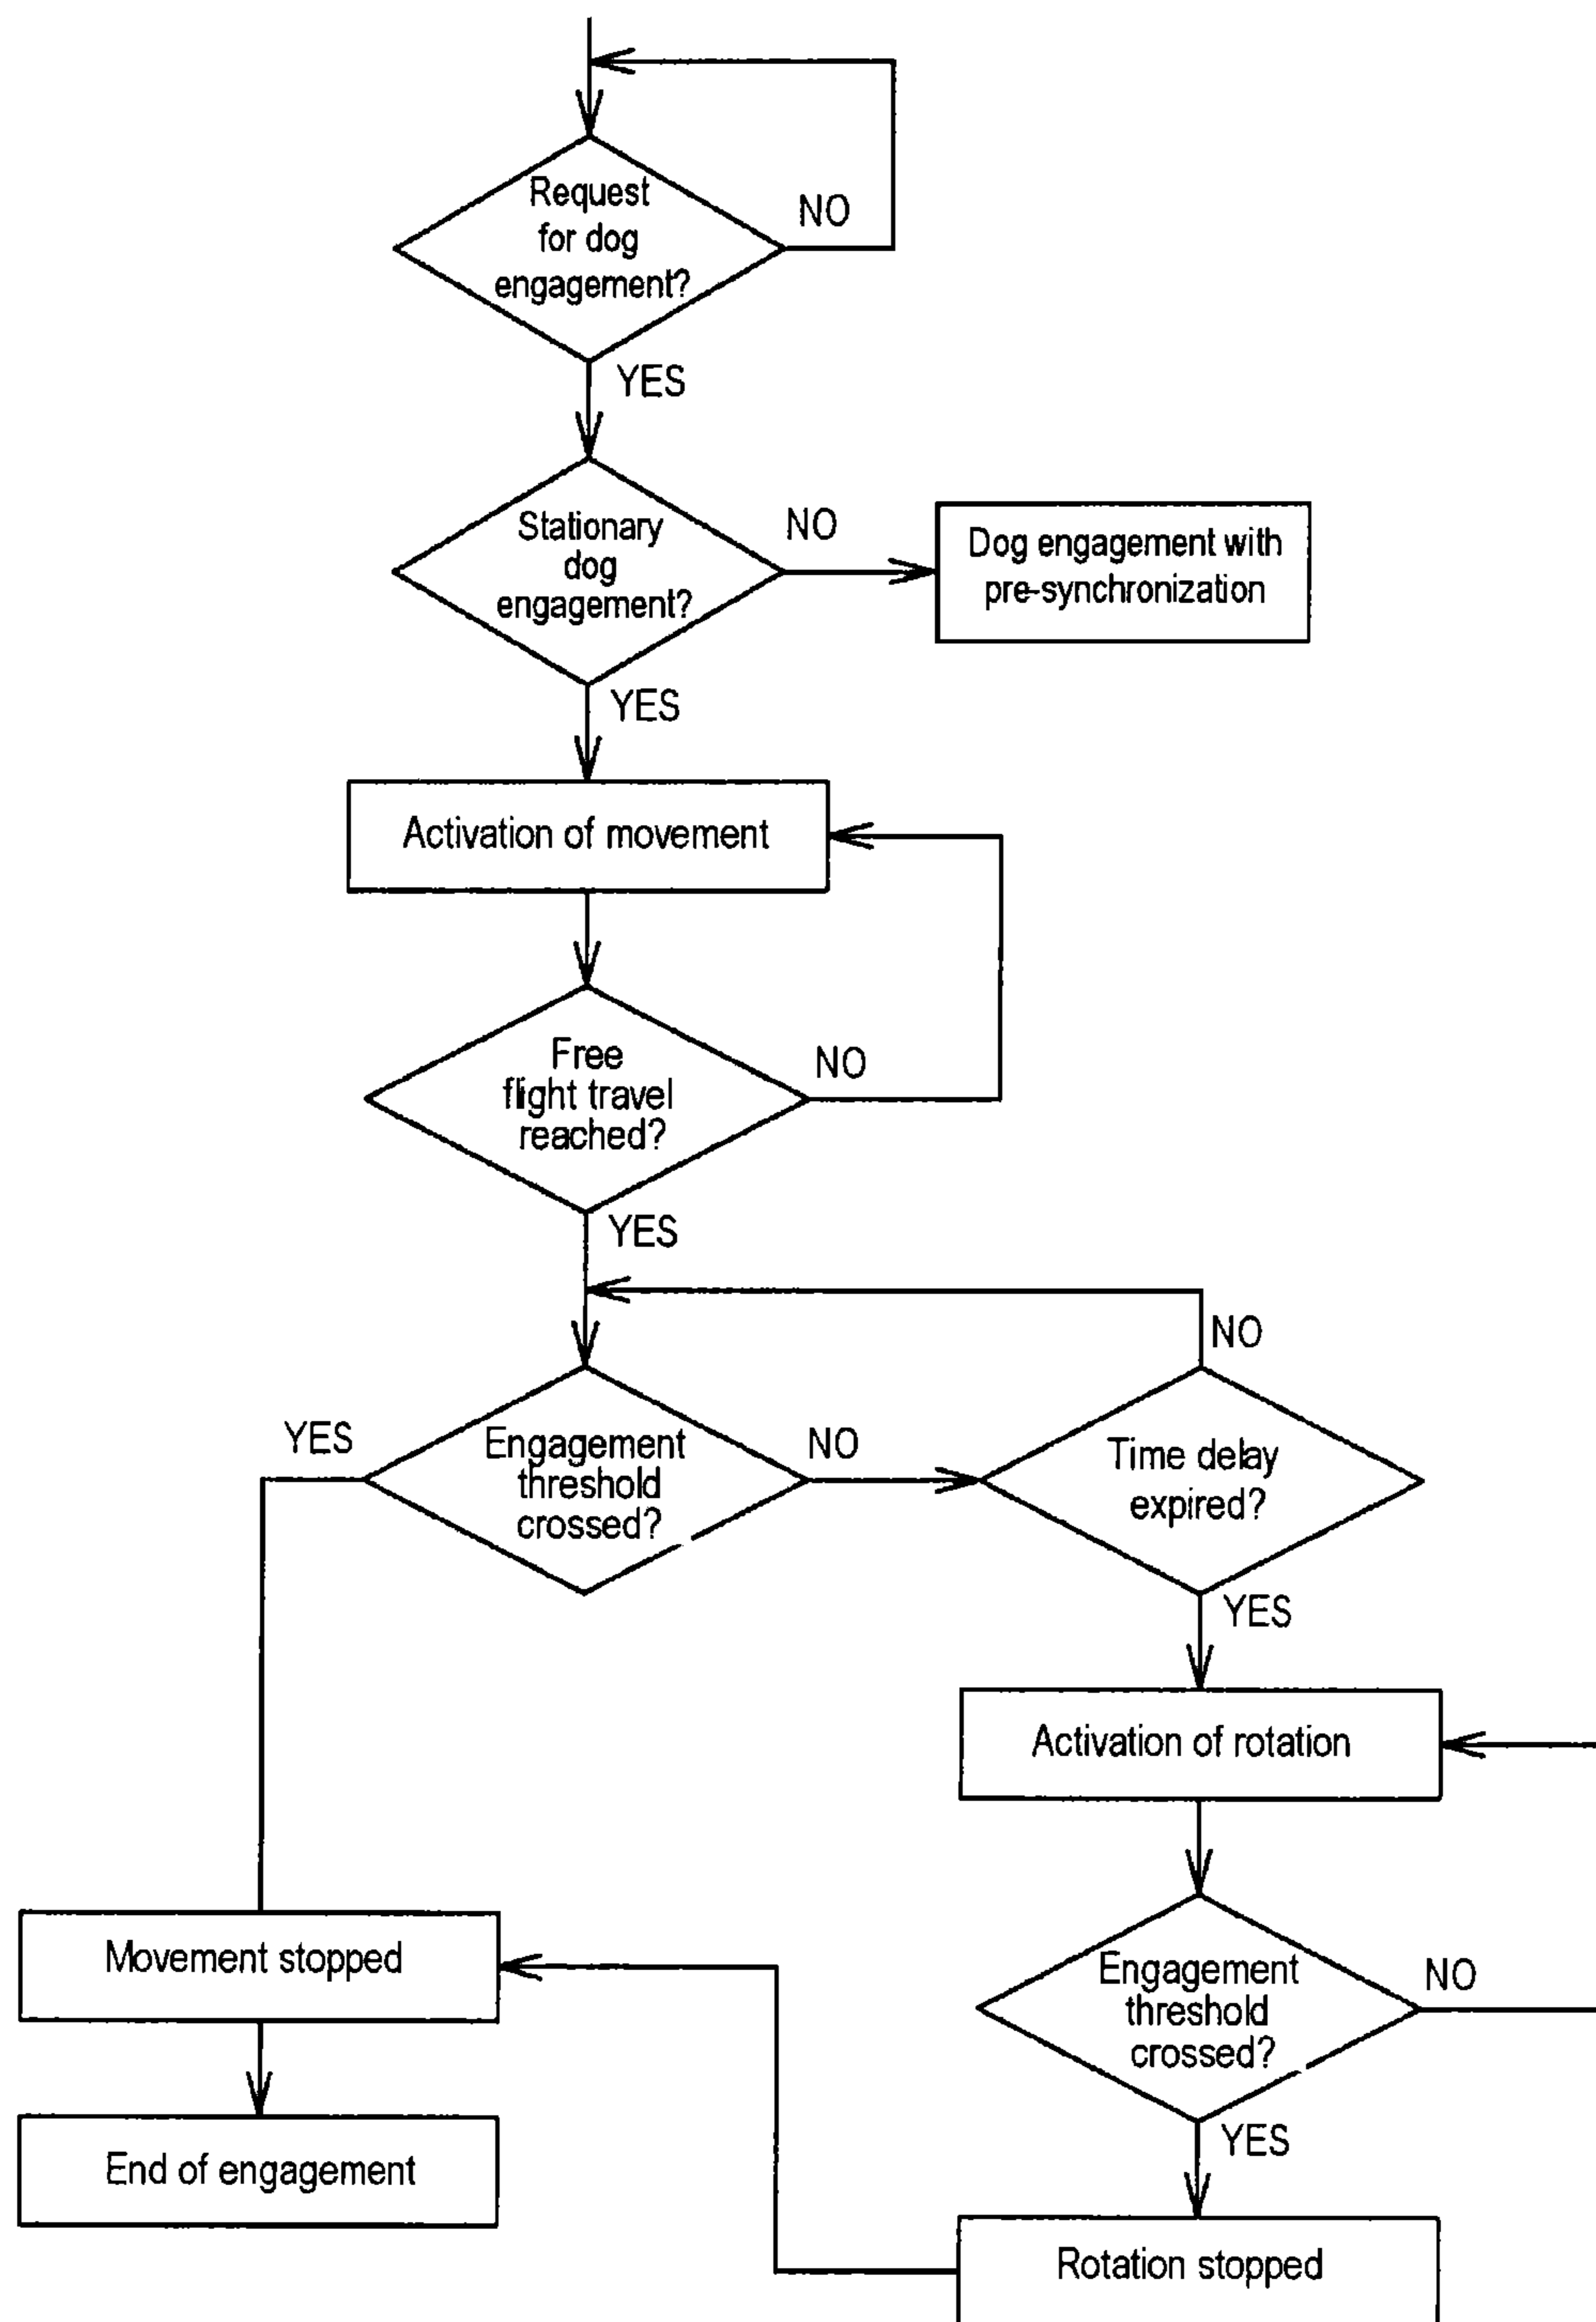 Request
for dog
engagement?
NO
YES
Stationary
dog
engagement?
NO
Dog engagement with
pre-synchronization
YES
Activation of movement
Free
flight travel
reached?
NO
YES
NO
YES
Engagement
threshold
crossed?
NO
Time delay
expired?
YES
Activation of rotation
Movement stopped
Engagement
threshold
crossed?
NO
YES
End of engagement
Rotation stopped